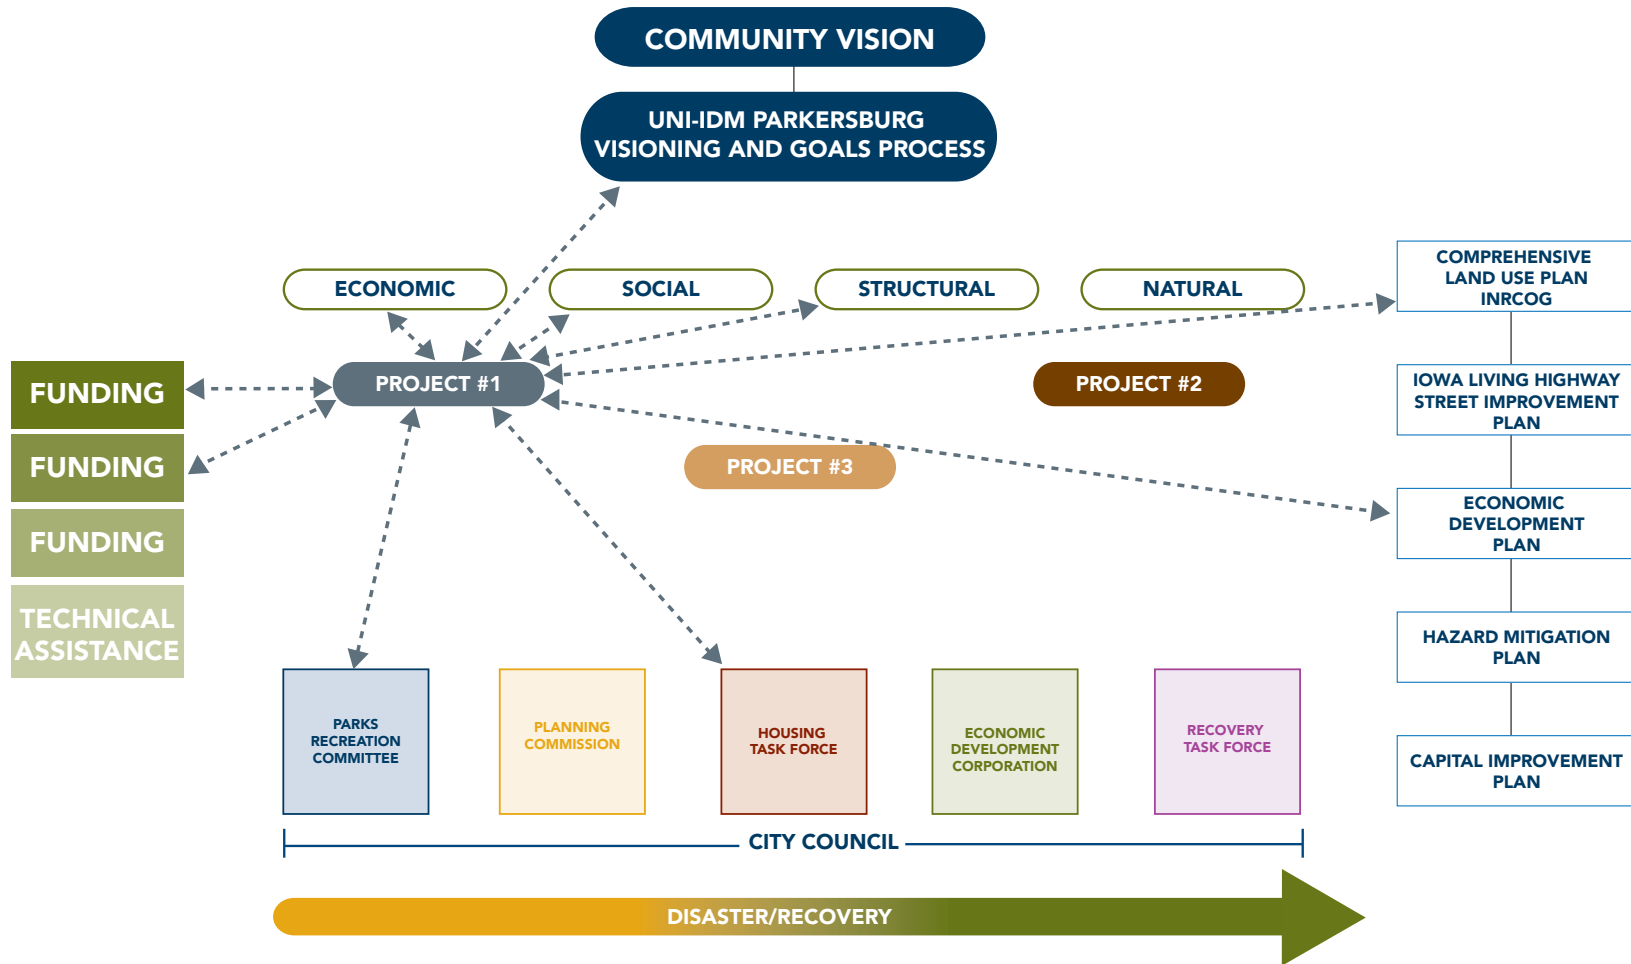 COMMUNITY VISION
UNI-IDM PARKERSBURG
VISIONING AND GOALS PROCESS
ECONOMIC
SOCIAL
STRUCTURAL
NATURAL
COMPREHENSIVE
LAND USE PLAN
INRCOG
FUNDING
PROJECT #1
PROJECT #2
IOWA LIVING HIGHWAY
STREET IMPROVEMENT
PLAN
FUNDING
PROJECT #3
FUNDING
ECONOMIC
DEVELOPMENT
PLAN
TECHNICAL
ASSISTANCE
HAZARD MITIGATION
PLAN
PARKS
RECREATION
COMMITTEE
PLANNING
COMMISSION
HOUSING
TASK FORCE
ECONOMIC
DEVELOPMENT
CORPORATION
RECOVERY
TASK FORCE
CAPITAL IMPROVEMENT
PLAN
CITY COUNCIL
DISASTER/RECOVERY